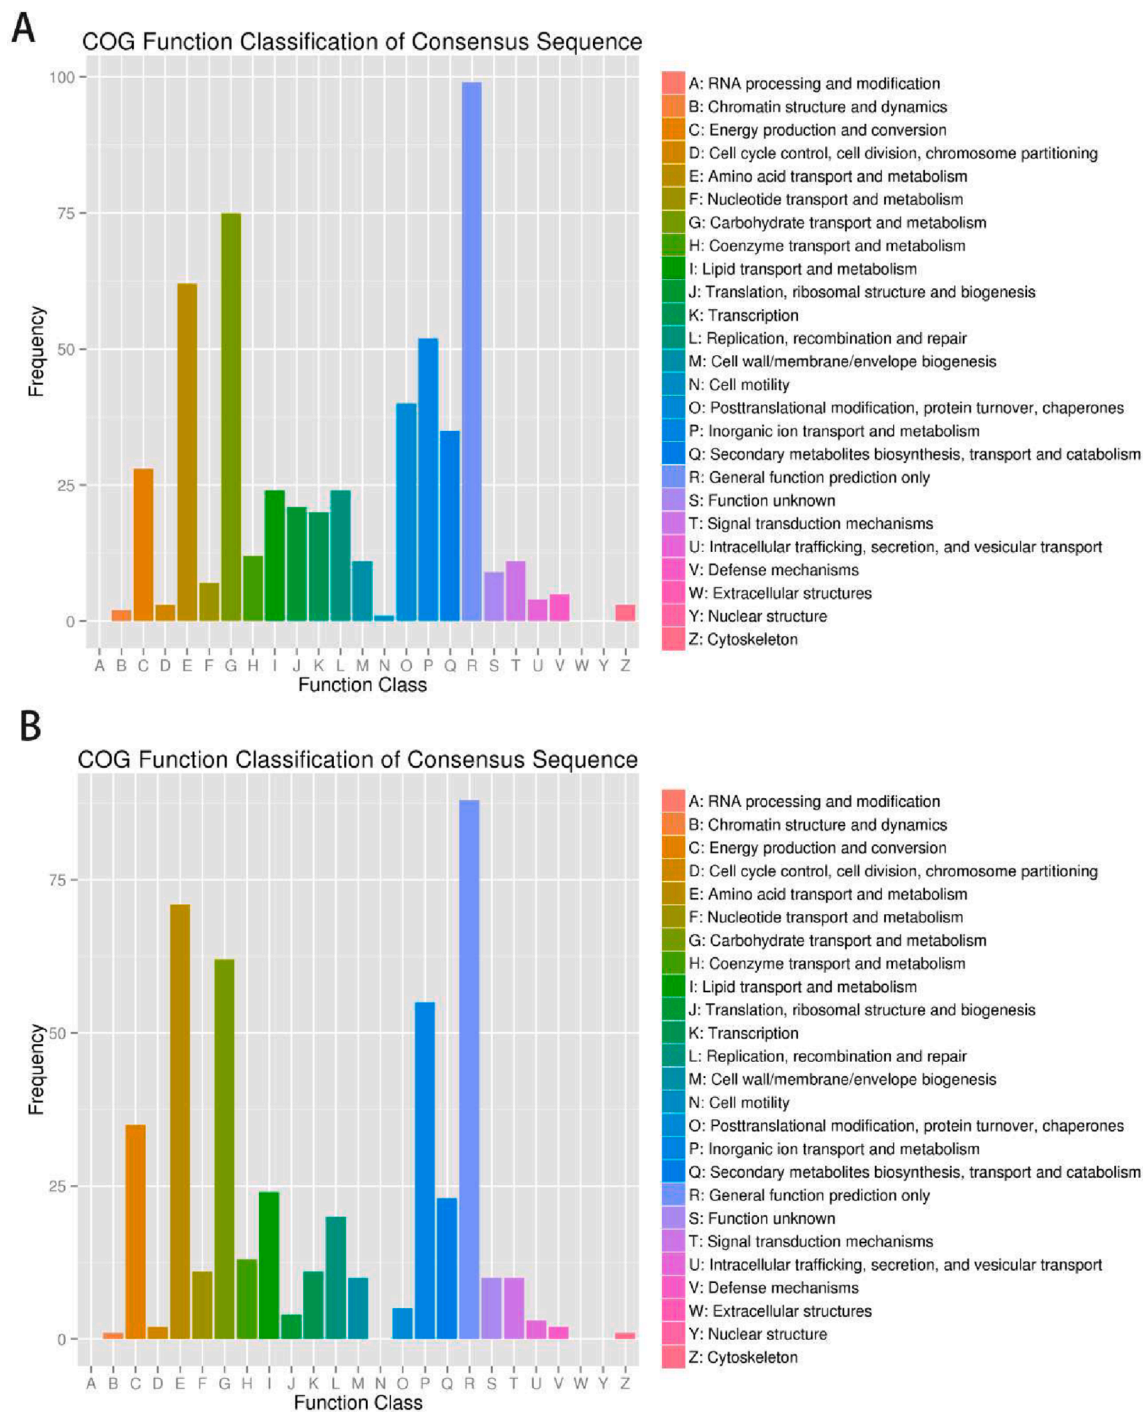 A
COG Function Classification of Consensus Sequence
100
75
50
25
0
Frequency
A B C D E F G H I J K L M N O P Q R S T U V W Y Z
Function Class
A: RNA processing and modification
B: Chromatin structure and dynamics
C: Energy production and conversion
D: Cell cycle control, cell division, chromosome partitioning
E: Amino acid transport and metabolism
F: Nucleotide transport and metabolism
G: Carbohydrate transport and metabolism
H: Coenzyme transport and metabolism
I: Lipid transport and metabolism
J: Translation, ribosomal structure and biogenesis
K: Transcription
L: Replication, recombination and repair
M: Cell wall/membrane/envelope biogenesis
N: Cell motility
O: Posttranslational modification, protein turnover, chaperones
P: Inorganic ion transport and metabolism
Q: Secondary metabolites biosynthesis, transport and catabolism
R: General function prediction only
S: Function unknown
T: Signal transduction mechanisms
U: Intracellular trafficking, secretion, and vesicular transport
V: Defense mechanisms
W: Extracellular structures
Y: Nuclear structure
Z: Cytoskeleton
B
COG Function Classification of Consensus Sequence
75
50
25
0
Frequency
A B C D E F G H I J K L M N O P Q R S T U V W Y Z
Function Class
A: RNA processing and modification
B: Chromatin structure and dynamics
C: Energy production and conversion
D: Cell cycle control, cell division, chromosome partitioning
E: Amino acid transport and metabolism
F: Nucleotide transport and metabolism
G: Carbohydrate transport and metabolism
H: Coenzyme transport and metabolism
I: Lipid transport and metabolism
J: Translation, ribosomal structure and biogenesis
K: Transcription
L: Replication, recombination and repair
M: Cell wall/membrane/envelope biogenesis
N: Cell motility
O: Posttranslational modification, protein turnover, chaperones
P: Inorganic ion transport and metabolism
Q: Secondary metabolites biosynthesis, transport and catabolism
R: General function prediction only
S: Function unknown
T: Signal transduction mechanisms
U: Intracellular trafficking, secretion, and vesicular transport
V: Defense mechanisms
W: Extracellular structures
Y: Nuclear structure
Z: Cytoskeleton